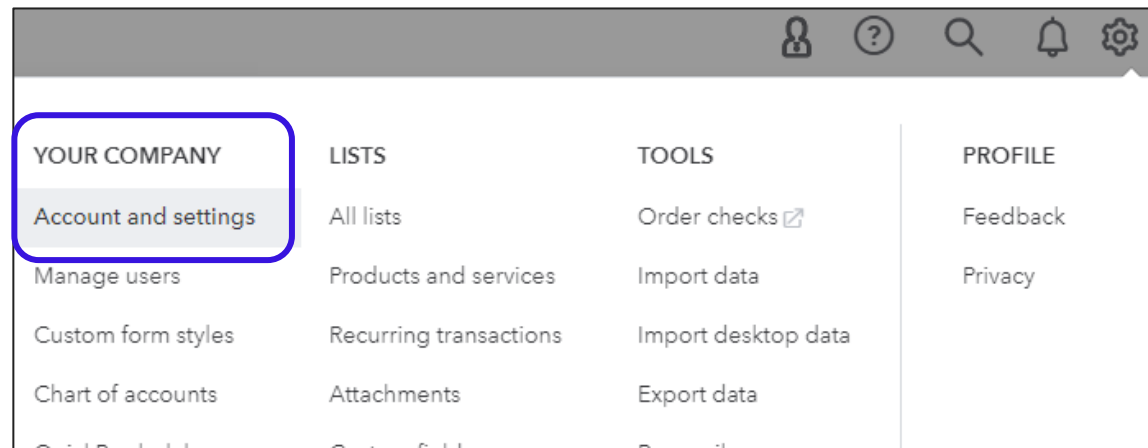 YOUR COMPANY LISTS TOOLS PROFILE
Account and settings All lists Order checks Feedback
Manage users Products and services Import data Privacy
Custom form styles Recurring transactions Import desktop data
Chart of accounts Attachments Export data